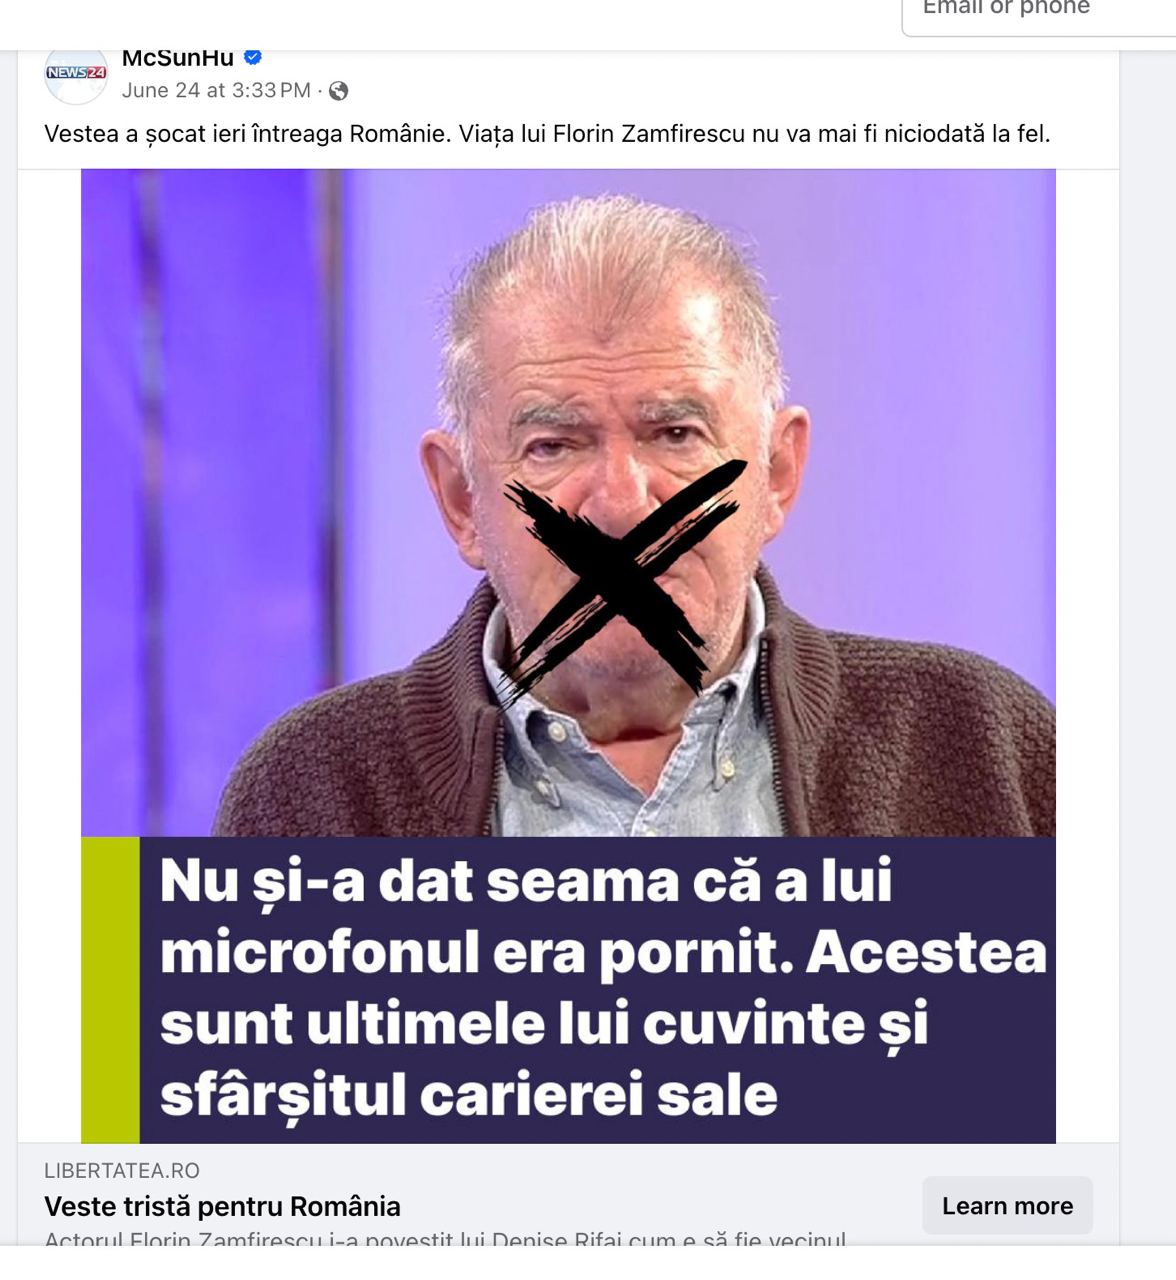 Email or phone
NEWS24
McSunHu
June 24 at 3:33 PM ·
Vestea a șocat ieri întreaga Românie. Viața lui Florin Zamfirescu nu va mai fi niciodată la fel.
Nu și-a dat seama că a lui
microfonul era pornit. Acestea
sunt ultimele lui cuvinte și
sfârșitul carierei sale
LIBERTATEA.RO
Veste tristă pentru România
Learn more
Actorul Florin Zamfirescu i-a povestit lui Denise Rifai cum e să fie vecinul